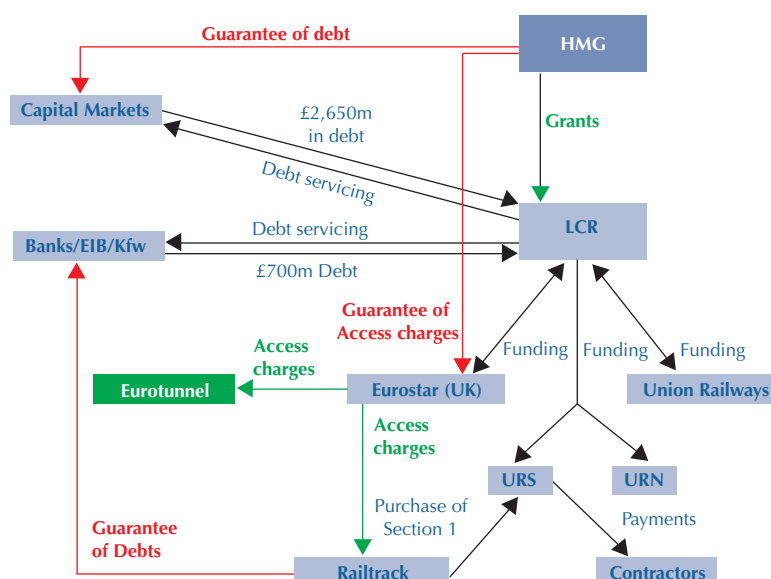 Guarantee of debt
HMG
Capital Markets
£2,650m
in debt
Grants
Debt servicing
LCR
Banks/EIB/Kfw
Debt servicing
£700m Debt
Guarantee of
Access charges
Access
charges
Funding
Funding
Funding
Eurotunnel
Eurostar (UK)
Union Railways
Access
charges
URS
URN
Purchase of
Section 1
Payments
Guarantee
of Debts
Railtrack
Contractors